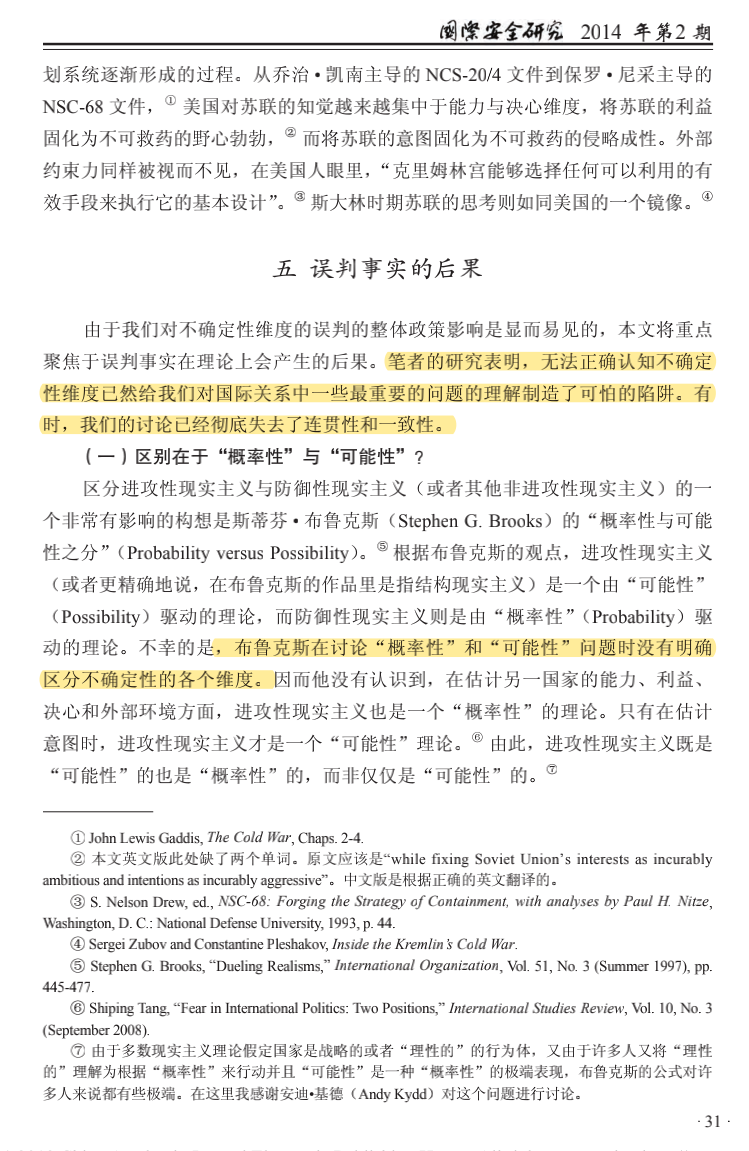 国际安全研究 2014 年第2 期
划系统逐渐形成的过程。从乔治·凯南主导的 NCS-20/4 文件到保罗·尼采主导的
NSC-68 文件，① 美国对苏联的知觉越来越集中于能力与决心维度，将苏联的利益
固化为不可救药的野心勃勃，② 而将苏联的意图固化为不可救药的侵略成性。外部
约束力同样被视而不见，在美国人眼里，“克里姆林宫能够选择任何可以利用的有
效手段来执行它的基本设计”。③ 斯大林时期苏联的思考则如同美国的一个镜像。④
五 误判事实的后果
由于我们对不确定性维度的误判的整体政策影响是显而易见的，本文将重点
聚焦于误判事实在理论上会产生的后果。笔者的研究表明，无法正确认知不确定
性维度已然给我们对国际关系中一些最重要的问题的理解制造了可怕的陷阱。有
时，我们的讨论已经彻底失去了连贯性和一致性。
（一）区别在于“概率性”与“可能性”？
区分进攻性现实主义与防御性现实主义（或者其他非进攻性现实主义）的一
个非常有影响的构想是斯蒂芬·布鲁克斯（Stephen G. Brooks）的“概率性与可能
性之分”（Probability versus Possibility）。⑤ 根据布鲁克斯的观点，进攻性现实主义
（或者更精确地说，在布鲁克斯的作品里是指结构现实主义）是一个由“可能性”
（Possibility）驱动的理论，而防御性现实主义则是由“概率性”（Probability）驱
动的理论。不幸的是，布鲁克斯在讨论“概率性”和“可能性”问题时没有明确
区分不确定性的各个维度。因而他没有认识到，在估计另一国家的能力、利益、
决心和外部环境方面，进攻性现实主义也是一个“概率性”的理论。只有在估计
意图时，进攻性现实主义才是一个“可能性”理论。⑥ 由此，进攻性现实主义既是
“可能性”的也是“概率性”的，而非仅仅是“可能性”的。⑦
① John Lewis Gaddis, The Cold War, Chaps. 2-4.
② 本文英文版此处缺了两个单词。原文应该是“while fixing Soviet Union’s interests as incurably
ambitious and intentions as incurably aggressive”。中文版是根据正确的英文翻译的。
③ S. Nelson Drew, ed., NSC-68: Forging the Strategy of Containment, with analyses by Paul H. Nitze,
Washington, D. C.: National Defense University, 1993, p. 44.
④ Sergei Zubov and Constantine Pleshakov, Inside the Kremlin’s Cold War.
⑤ Stephen G. Brooks, “Dueling Realisms,” International Organization, Vol. 51, No. 3 (Summer 1997), pp.
445-477.
⑥ Shiping Tang, “Fear in International Politics: Two Positions,” International Studies Review, Vol. 10, No. 3
(September 2008).
⑦ 由于多数现实主义理论假定国家是战略的或者“理性的”的行为体，又由于许多人又将“理性
的”理解为根据“概率性”来行动并且“可能性”是一种“概率性”的极端表现，布鲁克斯的公式对许
多人来说都有些极端。在这里我感谢安迪•基德（Andy Kydd）对这个问题进行讨论。
· 31 ·